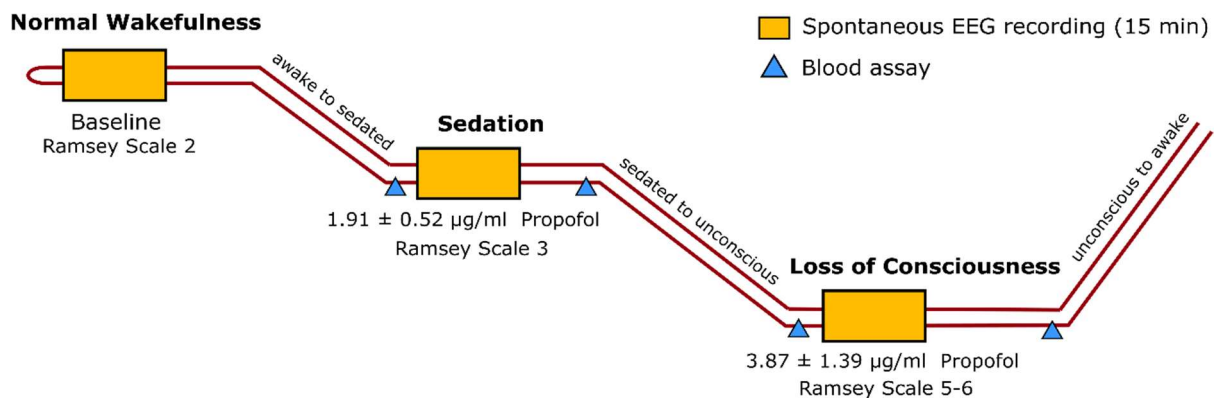 Normal Wakefulness
Spontaneous EEG recording (15 min)
Blood assay
Baseline
Ramsey Scale 2
awake to sedated
Sedation
1.91 ± 0.52 µg/ml Propofol
Ramsey Scale 3
sedated to unconscious
Loss of Consciousness
3.87 ± 1.39 µg/ml Propofol
Ramsey Scale 5-6
unconscious to awake